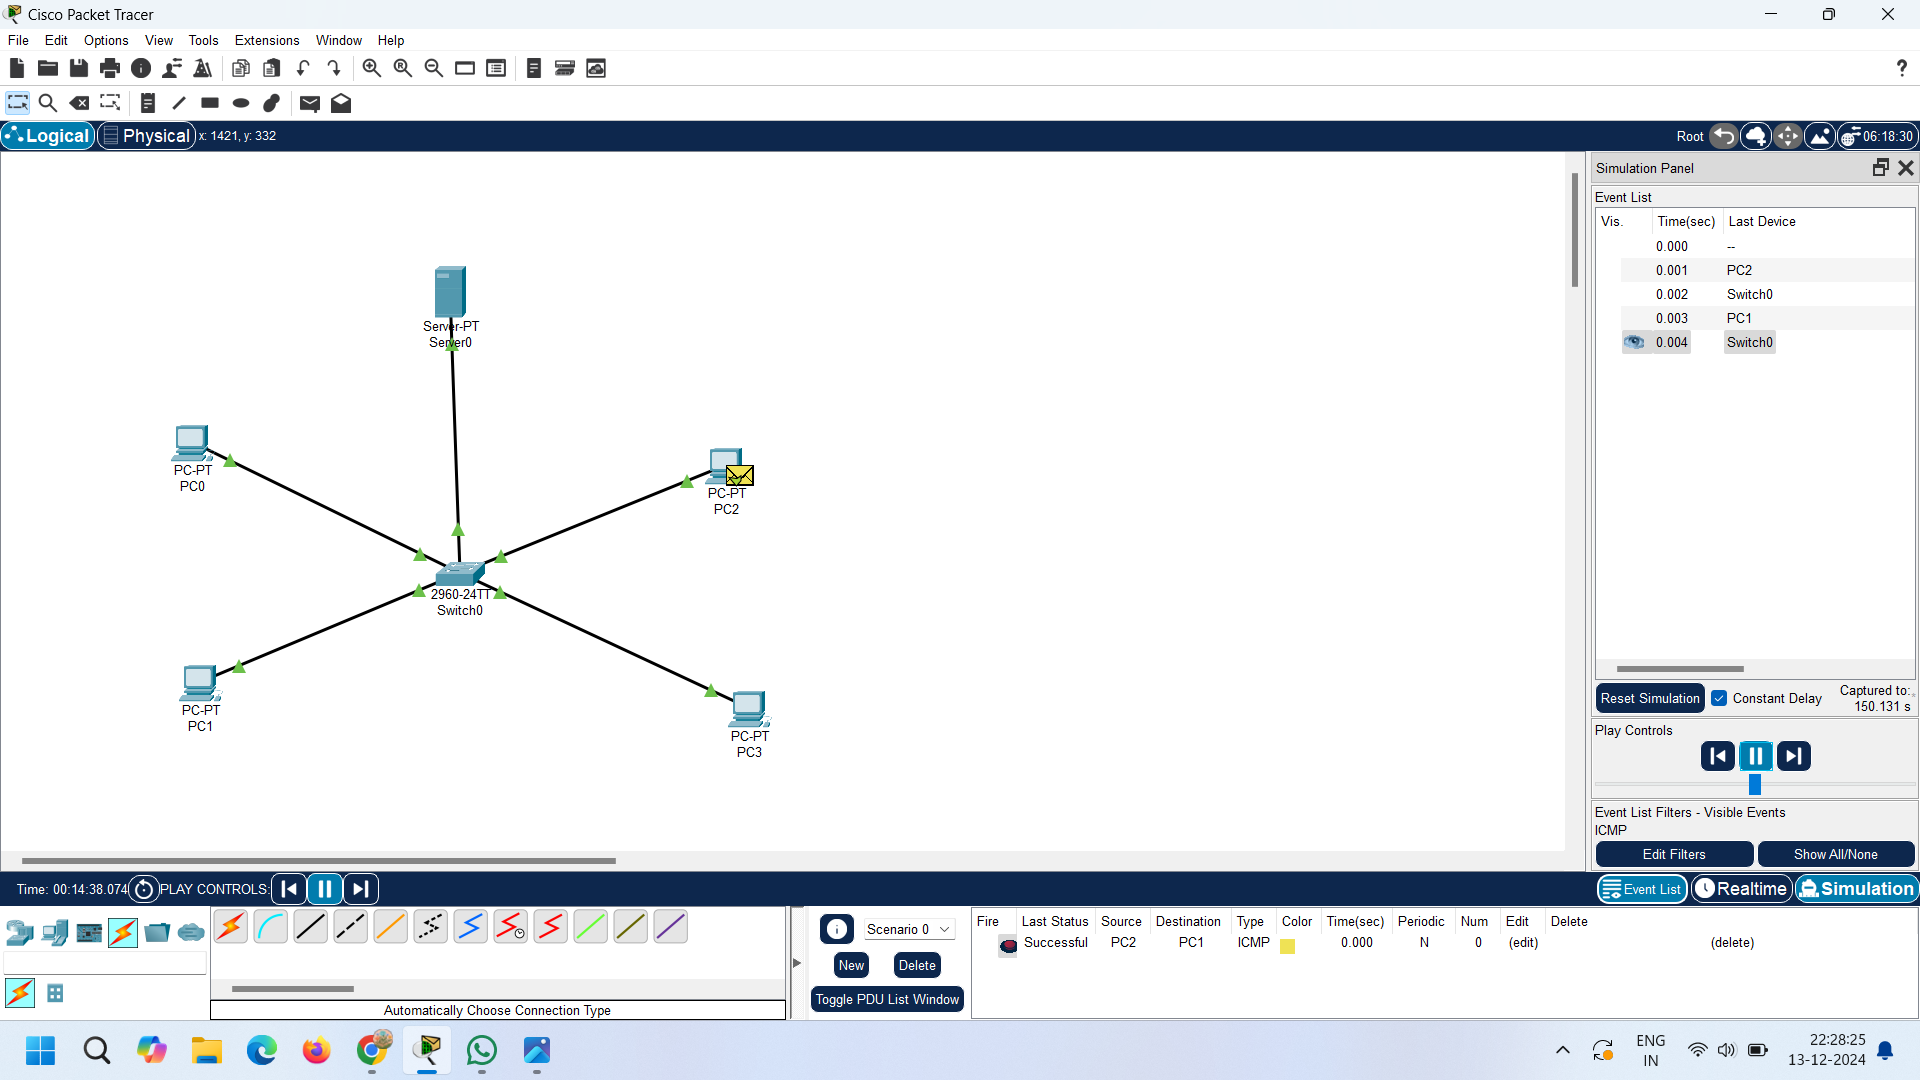 Cisco Packet Tracer
File Edit Options View Tools Extensions Window Help
?
Logical Physical x: 1421, y: 332 Root 06:18:30
Simulation Panel
Event List
Vis. Time(sec) Last Device
0.000 --
0.001 PC2
0.002 Switch0
0.003 PC1
0.004 Switch0
Server-PT
Server0
PC-PT
PC0
PC-PT
PC2
2960-24TT
Switch0
PC-PT
PC1
PC-PT
PC3
Reset Simulation Constant Delay Captured to:
150.131 s
Play Controls
Event List Filters - Visible Events
ICMP
Edit Filters Show All/None
Time: 00:14:38.074 PLAY CONTROLS: Event List Realtime Simulation
Scenario 0
New Delete
Toggle PDU List Window
Fire Last Status Source Destination Type Color Time(sec) Periodic Num Edit Delete
Successful PC2 PC1 ICMP 0.000 N 0 (edit) (delete)
Automatically Choose Connection Type
ENG
IN
22:28:25
13-12-2024